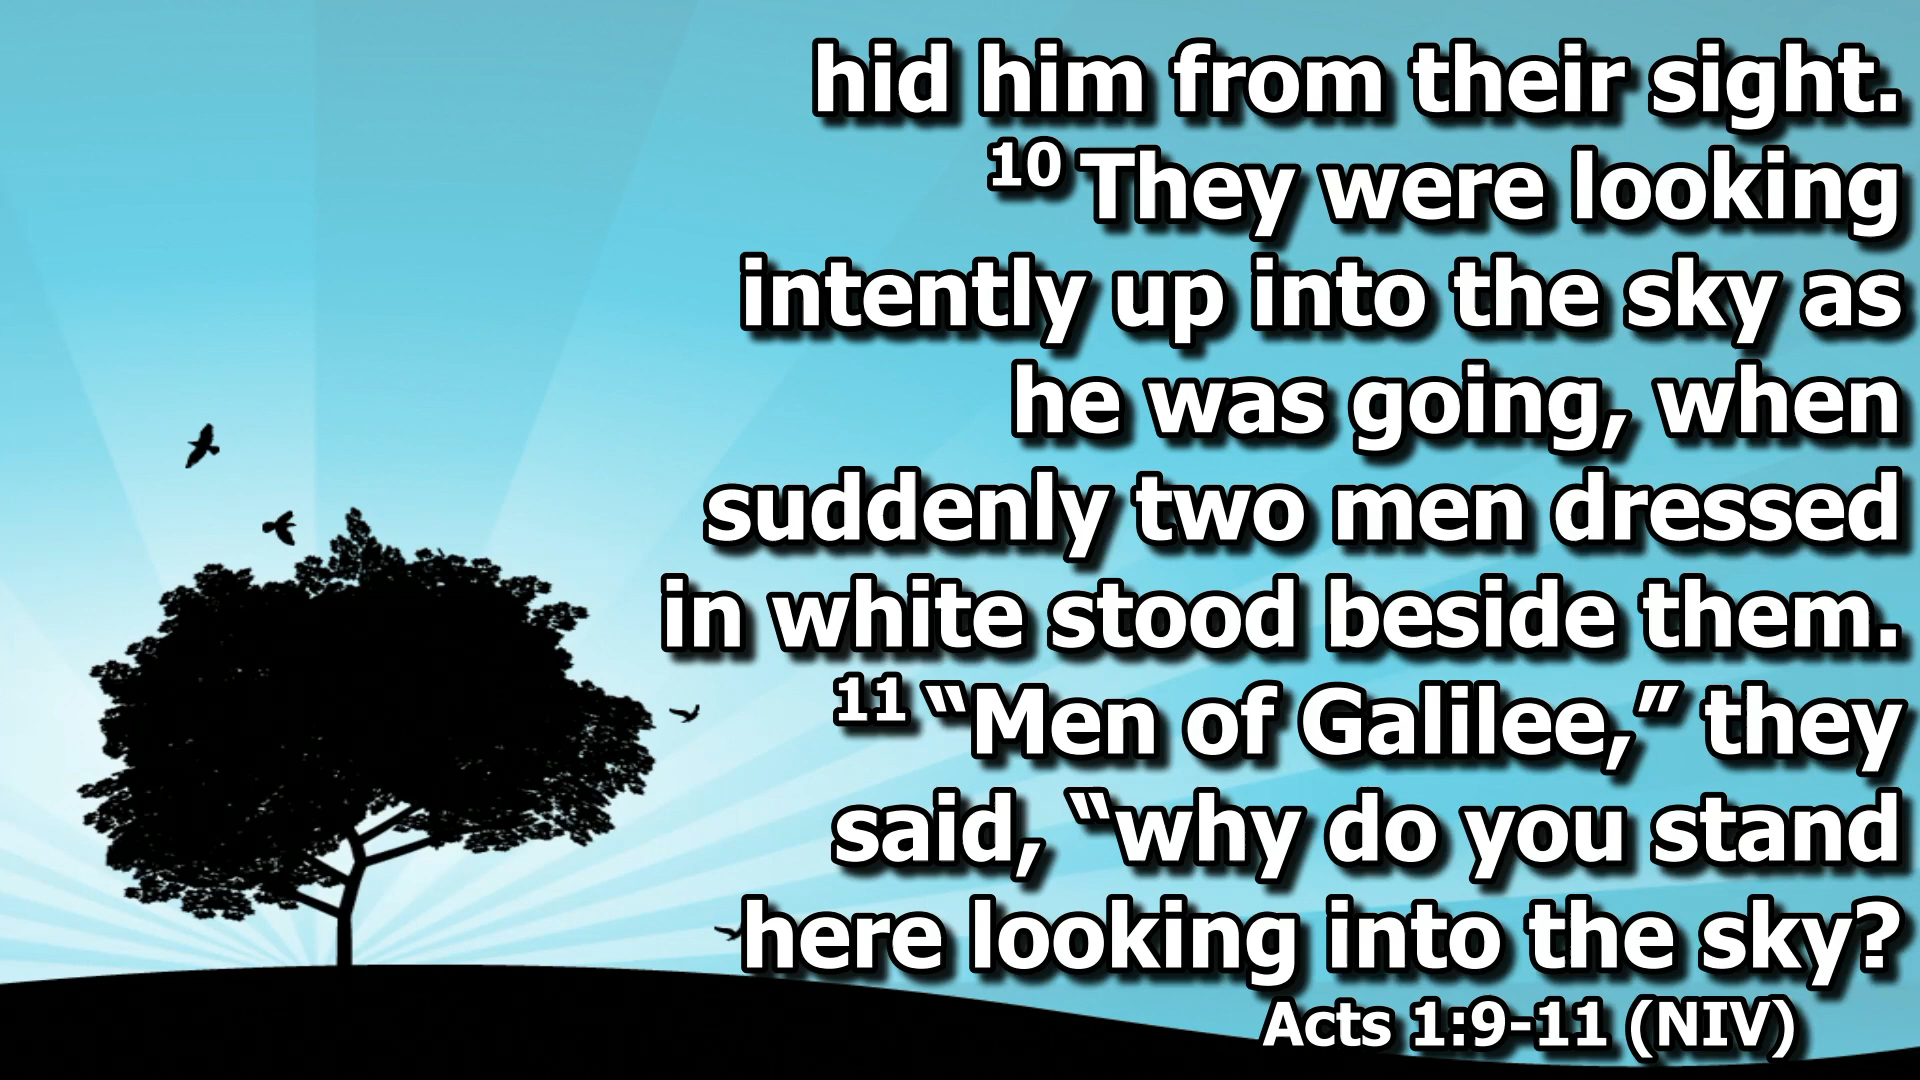 hid him from their sight.
10 They were looking
intently up into the sky as
he was going, when
suddenly two men dressed
in white stood beside them.
11 “Men of Galilee,” they
said, “why do you stand
here looking into the sky?
Acts 1:9-11 (NIV)